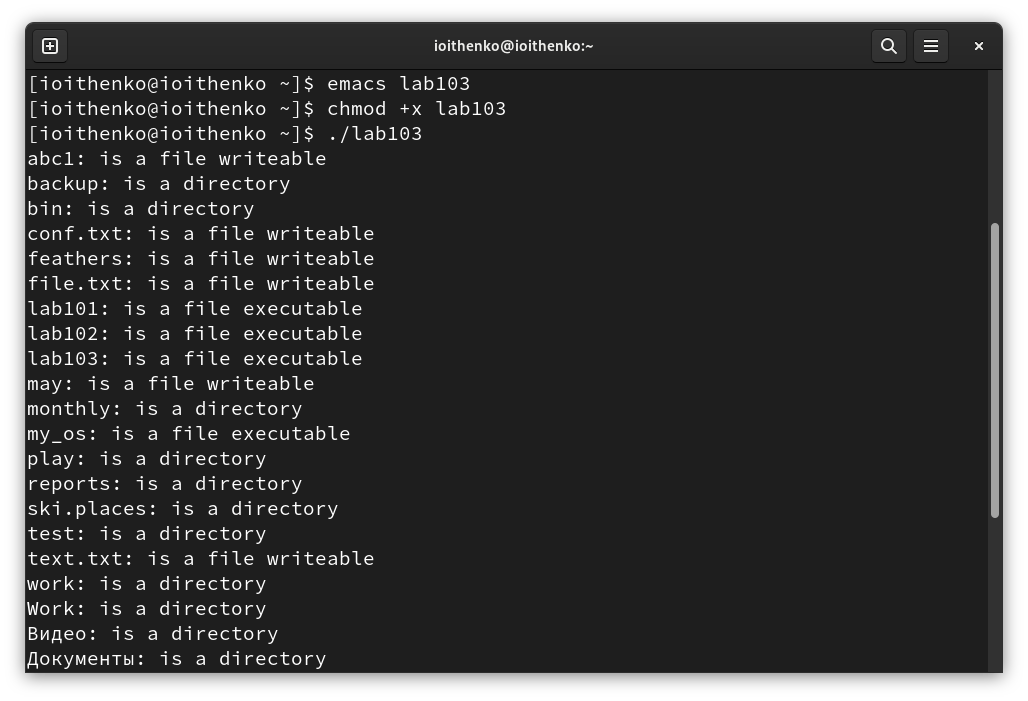 ioithenko@ioithenko:~
[ioithenko@ioithenko ~]$ emacs lab103
[ioithenko@ioithenko ~]$ chmod +x lab103
[ioithenko@ioithenko ~]$ ./lab103
abc1: is a file writeable
backup: is a directory
bin: is a directory
conf.txt: is a file writeable
feathers: is a file writeable
file.txt: is a file writeable
lab101: is a file executable
lab102: is a file executable
lab103: is a file executable
may: is a file writeable
monthly: is a directory
my_os: is a file executable
play: is a directory
reports: is a directory
ski.places: is a directory
test: is a directory
text.txt: is a file writeable
work: is a directory
Work: is a directory
Видео: is a directory
Документы: is a directory